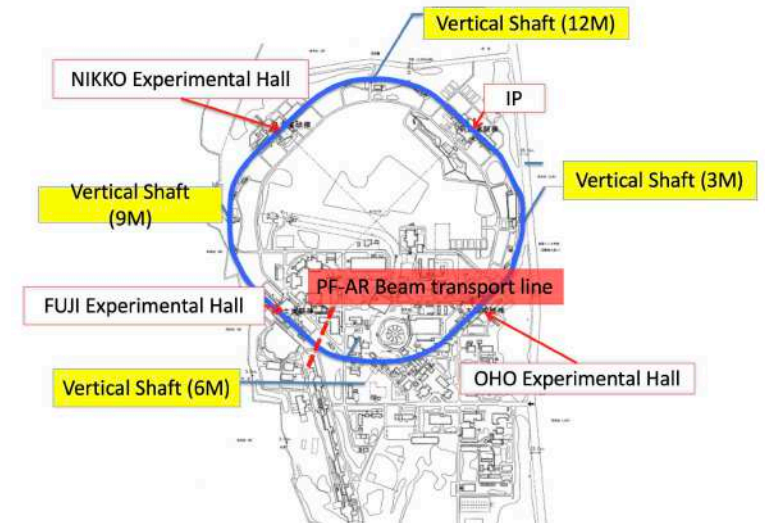 Vertical Shaft (12M)
NIKKO Experimental Hall
IP
Vertical Shaft (3M)
Vertical Shaft
(9M)
PF-AR Beam transport line
FUJI Experimental Hall
OHO Experimental Hall
Vertical Shaft (6M)